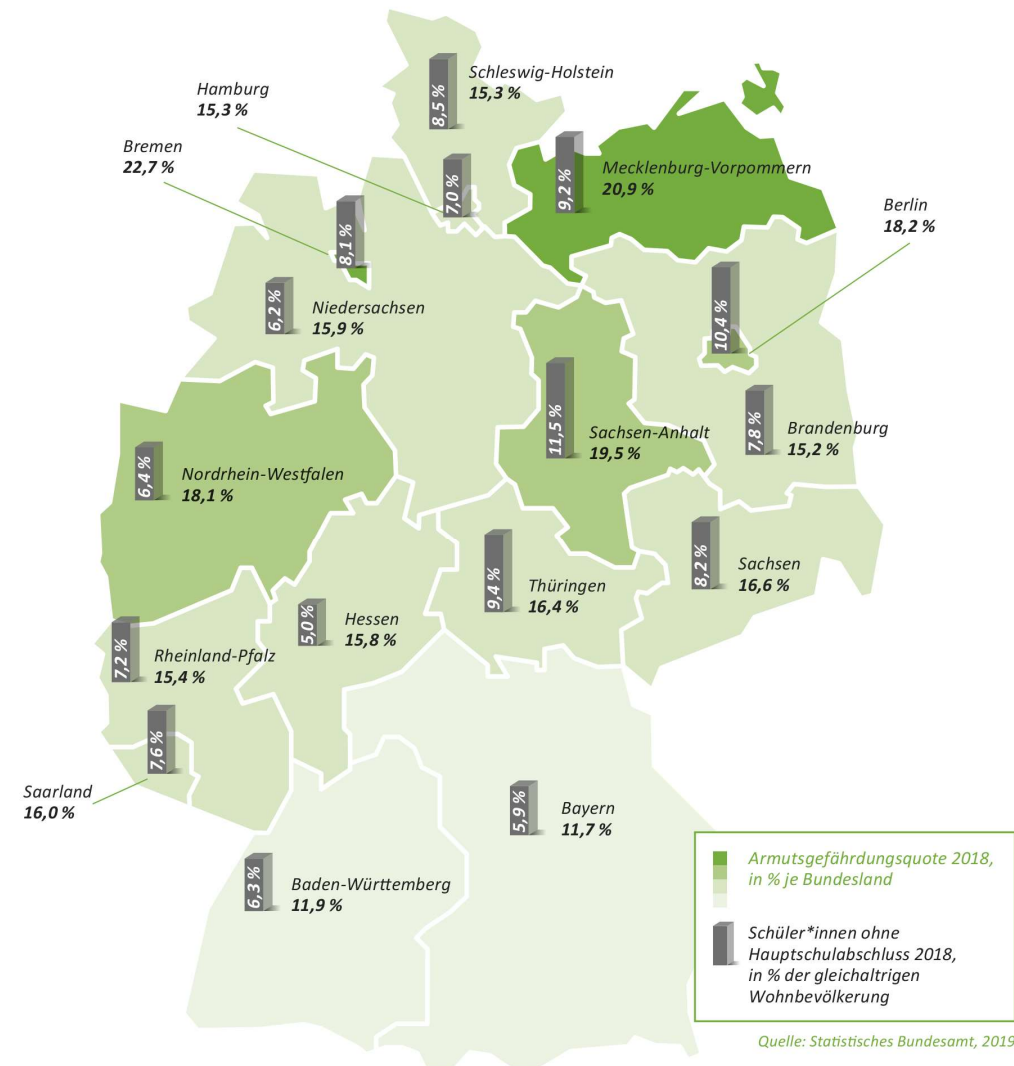 Schleswig-Holstein
15,3 %
8,5 %
Hamburg
15,3 %
7,0 %
Bremen
22,7 %
8,1 %
Mecklenburg-Vorpommern
20,9 %
9,2 %
Berlin
18,2 %
10,4 %
Niedersachsen
15,9 %
6,2 %
Sachsen-Anhalt
19,5 %
11,5 %
Brandenburg
15,2 %
7,8 %
Nordrhein-Westfalen
18,1 %
6,4 %
Thüringen
16,4 %
9,4 %
Sachsen
16,6 %
8,2 %
Hessen
15,8 %
5,0 %
Rheinland-Pfalz
15,4 %
7,2 %
Saarland
16,0 %
7,6 %
Bayern
11,7 %
5,9 %
Baden-Württemberg
11,9 %
6,3 %
Armutsgefährdungsquote 2018,
in % je Bundesland
Schüler*innen ohne
Hauptschulabschluss 2018,
in % der gleichaltrigen
Wohnbevölkerung
Quelle: Statistisches Bundesamt, 2019